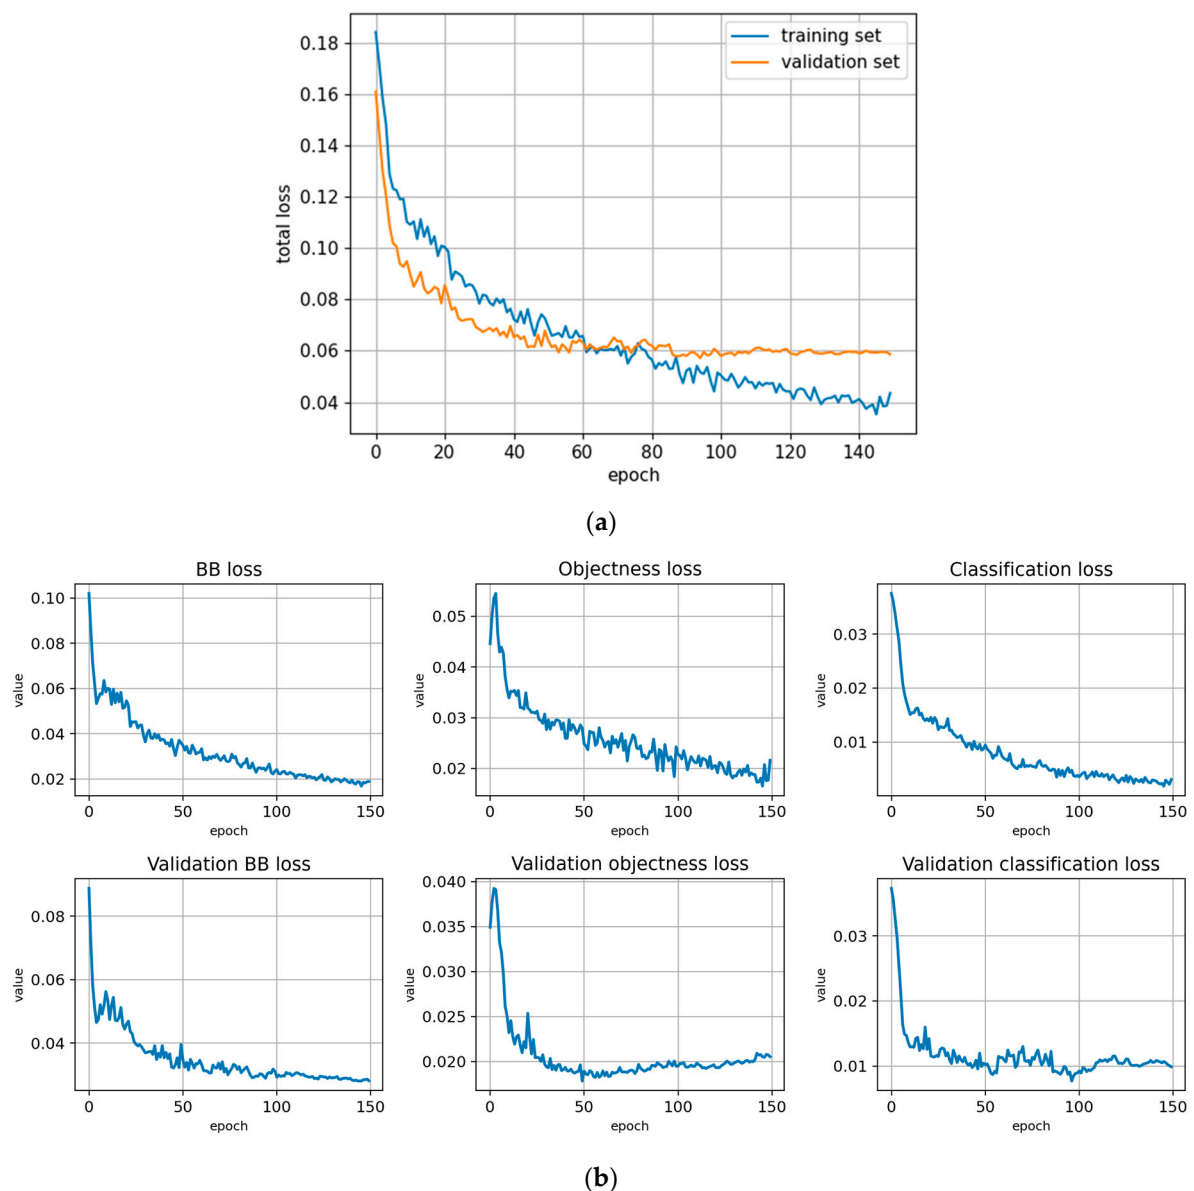 training set
validation set
0.18
0.16
0.14
0.12
0.10
0.08
0.06
0.04
total loss
0 20 40 60 80 100 120 140
epoch
(a)
BB loss
0.10
0.08
0.06
0.04
0.02
value
0 50 100 150
epoch
Objectness loss
0.05
0.04
0.03
0.02
value
0 50 100 150
epoch
Classification loss
0.03
0.02
0.01
value
0 50 100 150
epoch
Validation BB loss
0.08
0.06
0.04
value
0 50 100 150
epoch
Validation objectness loss
0.040
0.035
0.030
0.025
0.020
value
0 50 100 150
epoch
Validation classification loss
0.03
0.02
0.01
value
0 50 100 150
epoch
(b)